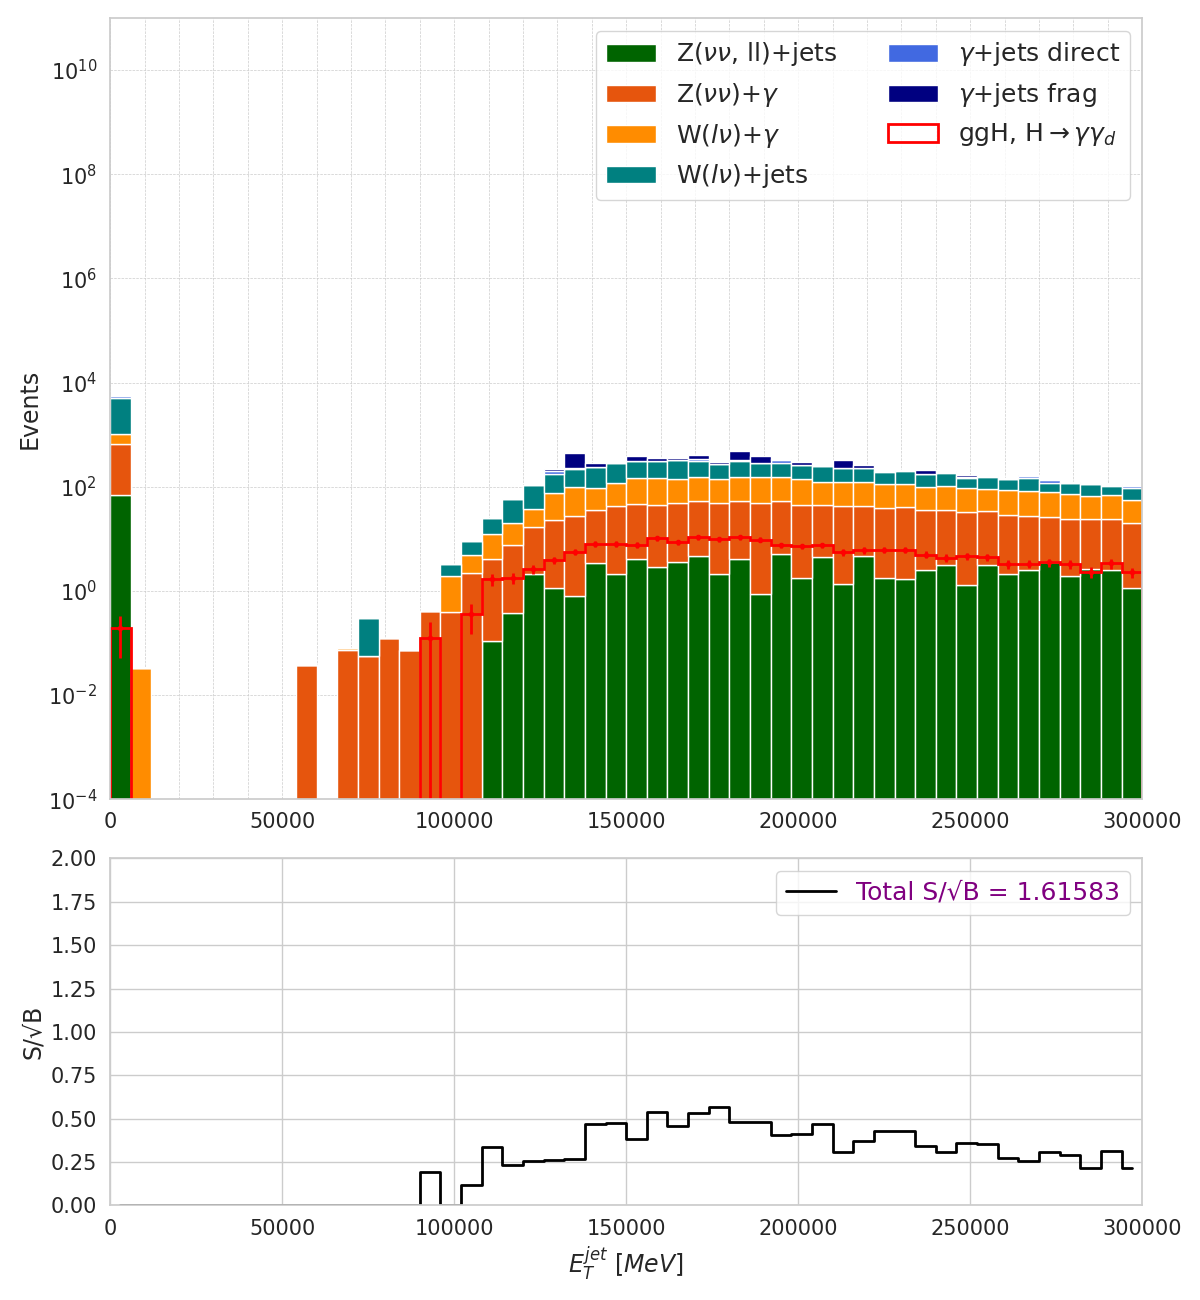 Z(νν, ll)+jets
Z(νν)+γ
W(lν)+γ
W(lν)+jets
γ+jets direct
γ+jets frag
ggH, H→γγ_d
Events
10^10
10^8
10^6
10^4
10^2
10^0
10^−2
10^−4
0 50000 100000 150000 200000 250000 300000
Total S/√B = 1.61583
S/√B
2.00
1.75
1.50
1.25
1.00
0.75
0.50
0.25
0.00
0 50000 100000 150000 200000 250000 300000
E_T^jet [MeV]